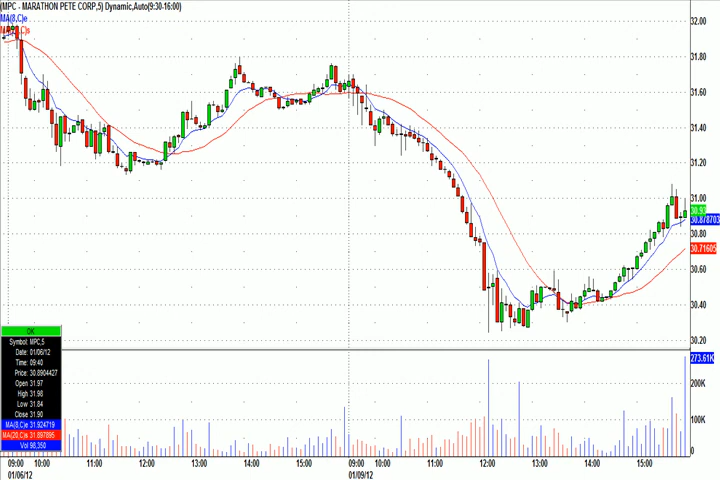 (MPC - MARATHON PETE CORP,5) Dynamic,Auto(9:30-16:00)
MA(8,C)e
32.00
31.80
31.60
31.40
31.20
31.00
30.97
30.878703
30.80
30.71605
30.60
30.40
30.20
273.61K
200K
100K
0
OK
Symbol: MPC,5
Date: 01/06/12
Time: 09:40
Price: 30.8904427
Open 31.97
High 31.98
Low 31.84
Close 31.90
MA(8,C)e 31.924719
MA(20,C)s 31.897895
Vol 98,350
09:00 10:00 11:00 12:00 13:00 14:00 15:00 09:00 10:00 11:00 12:00 13:00 14:00 15:00
01/06/12 01/09/12